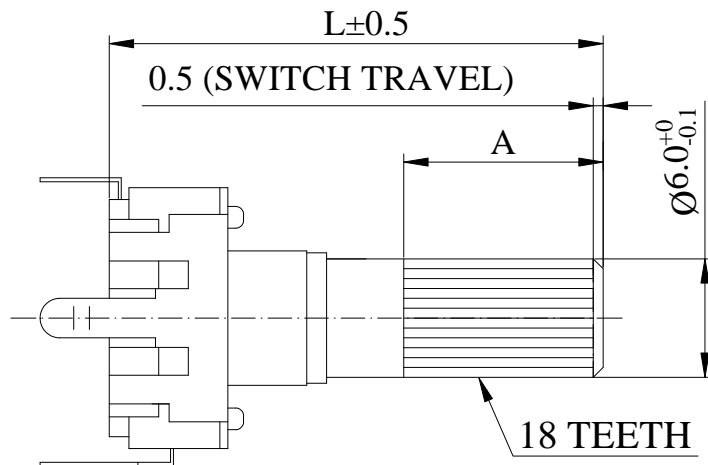 L±0.5
0.5 (SWITCH TRAVEL)
A
Ø6.0 +0 -0.1
18 TEETH